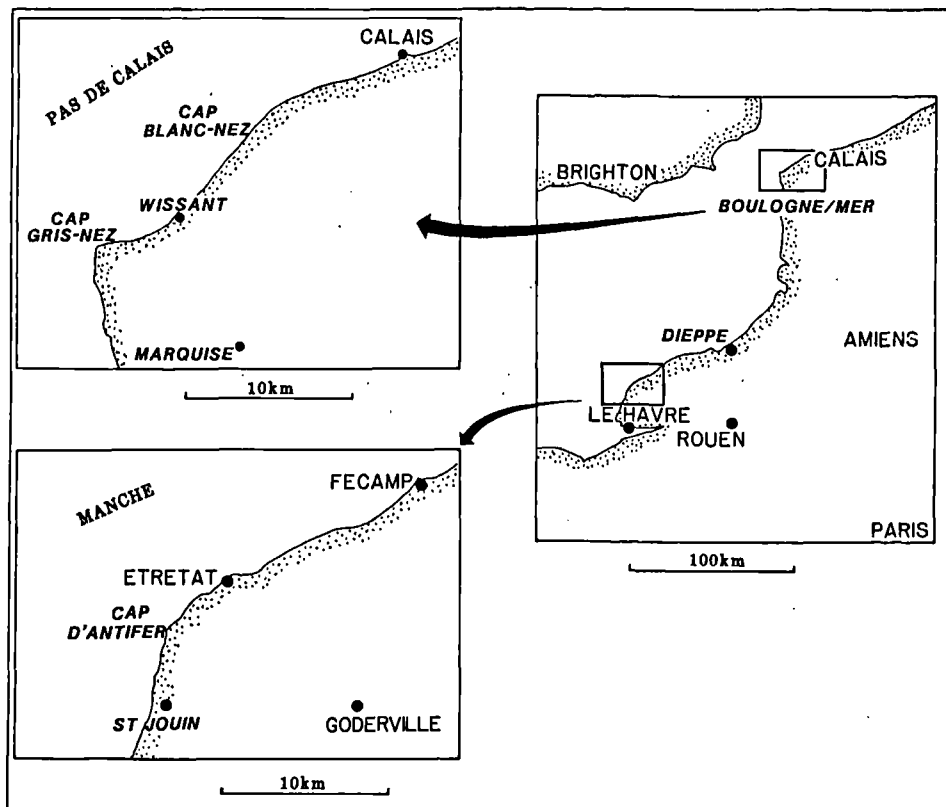 CALAIS
PAS DE CALAIS
CAP
BLANC-NEZ
WISSANT
CAP
GRIS-NEZ
MARQUISE
10km
BRIGHTON
CALAIS
BOULOGNE/MER
DIEPPE
AMIENS
LE HAVRE
ROUEN
PARIS
100km
FECAMP
MANCHE
ETRETAT
CAP
D'ANTIFER
ST JOUIN
GODERVILLE
10km